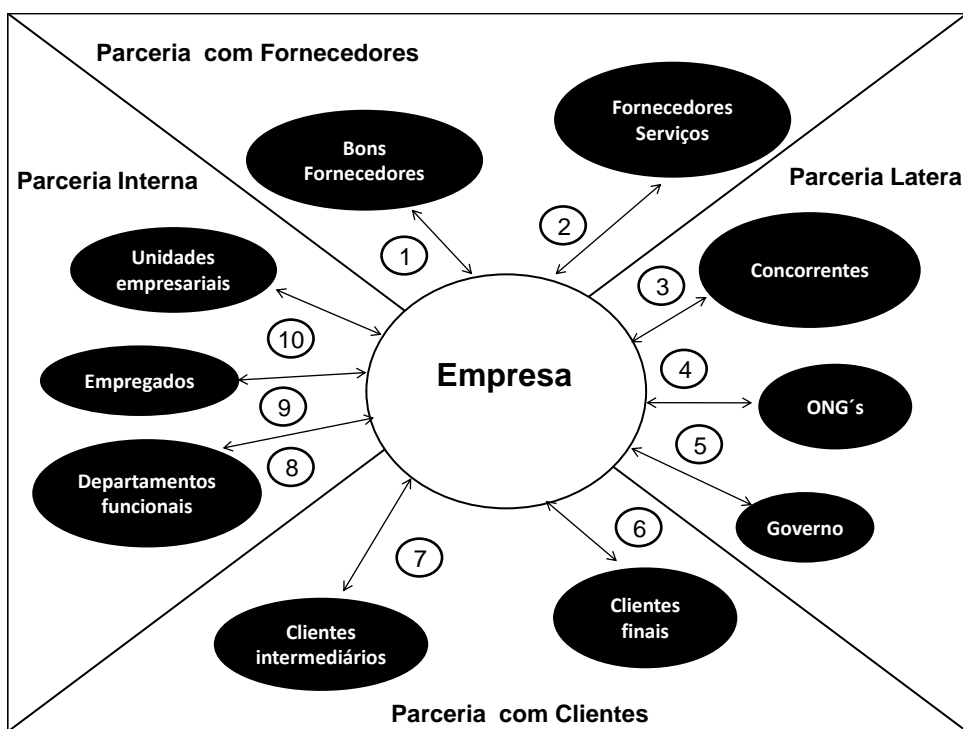 Parceria com Fornecedores
Fornecedores
Serviços
Bons
Fornecedores
Parceria Interna
Parceria Latera
Unidades
empresariais
1
2
3
Concorrentes
10
Empresa
4
Empregados
9
ONG´s
5
8
Departamentos
funcionais
Governo
7
6
Clientes
intermediários
Clientes
finais
Parceria com Clientes